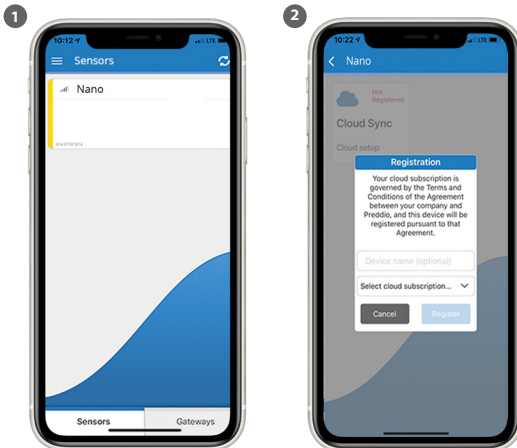 1
10:12
LTE
Sensors
Nano
Sensors
Gateways
2
10:22
LTE
Nano
Not
Registered
Cloud Sync
Cloud setup
Registration
Your cloud subscription is
governed by the Terms and
Conditions of the Agreement
between your company and
Preddio, and this device will be
registered pursuant to that
Agreement.
Device name (optional)
Select cloud subscription...
Cancel
Register